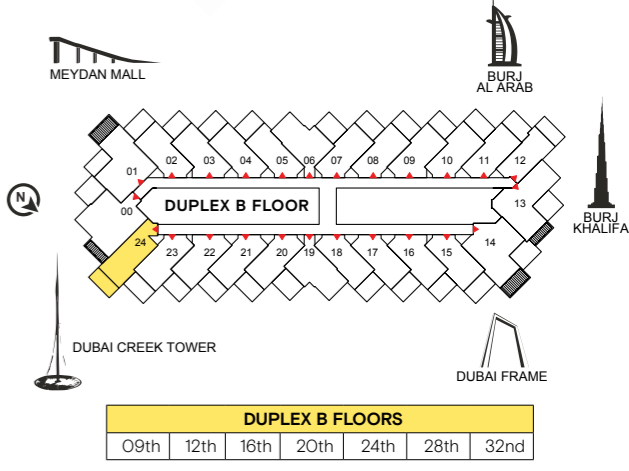 MEYDAN MALL
BURJ
AL ARAB
BURJ
KHALIFA
N
01
02
03
04
05
06
07
08
09
10
11
12
13
00
DUPLEX B FLOOR
24
23
22
21
20
19
18
17
16
15
14
DUBAI CREEK TOWER
DUBAI FRAME
DUPLEX B FLOORS
09th 12th 16th 20th 24th 28th 32nd